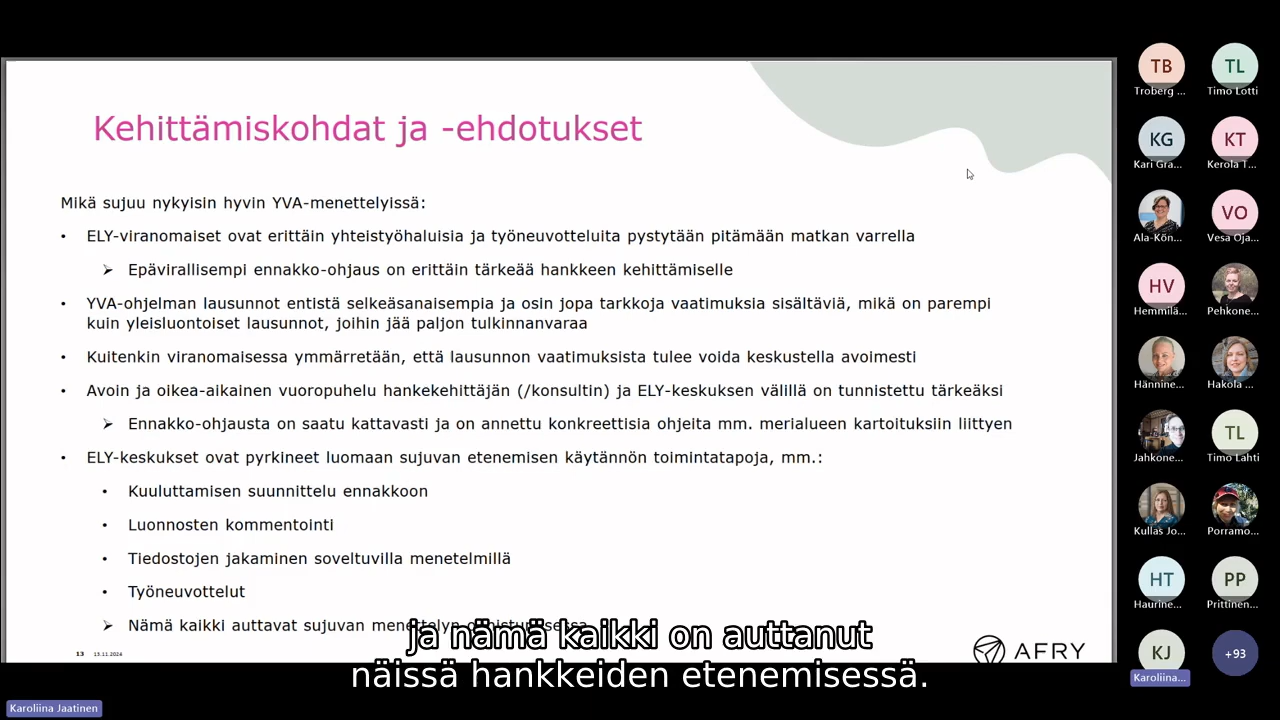 Kehittämiskohdat ja -ehdotukset
Mikä sujuu nykyisin hyvin YVA-menettelyissä:
• ELY-viranomaiset ovat erittäin yhteistyöhaluisia ja työneuvotteluita pystytään pitämään matkan varrella
➢ Epävirallisempi ennakko-ohjaus on erittäin tärkeää hankkeen kehittämiselle
• YVA-ohjelman lausunnot entistä selkeäsanaisempia ja osin jopa tarkkoja vaatimuksia sisältäviä, mikä on parempi
kuin yleisluontoiset lausunnot, joihin jää paljon tulkinnanvaraa
• Kuitenkin viranomaisessa ymmärretään, että lausunnon vaatimuksista tulee voida keskustella avoimesti
• Avoin ja oikea-aikainen vuoropuhelu hankekehittäjän (/konsultin) ja ELY-keskuksen välillä on tunnistettu tärkeäksi
➢ Ennakko-ohjausta on saatu kattavasti ja on annettu konkreettisia ohjeita mm. merialueen kartoituksiin liittyen
• ELY-keskukset ovat pyrkineet luomaan sujuvan etenemisen käytännön toimintatapoja, mm.:
• Kuuluttamisen suunnittelu ennakkoon
• Luonnosten kommentointi
• Tiedostojen jakaminen soveltuvilla menetelmillä
• Työneuvottelut
➢ Nämä kaikki auttavat sujuvan menettelyn
ja nämä kaikki on auttanut
näissä hankkeiden etenemisessä.
13 13.11.2024
AFRY
TB
Troberg ...
TL
Timo Lotti
KG
Kari Gra...
KT
Kerola T...
Ala-Kön...
VO
Vesa Oja...
HV
Hemmilä...
Pehkone...
Hännine...
Hakola ...
Jahkone...
TL
Timo Lahti
Kullas Jo...
Porramo...
HT
Haurine...
PP
Prittinen...
KJ
Karoliina...
+93
Karoliina Jaatinen